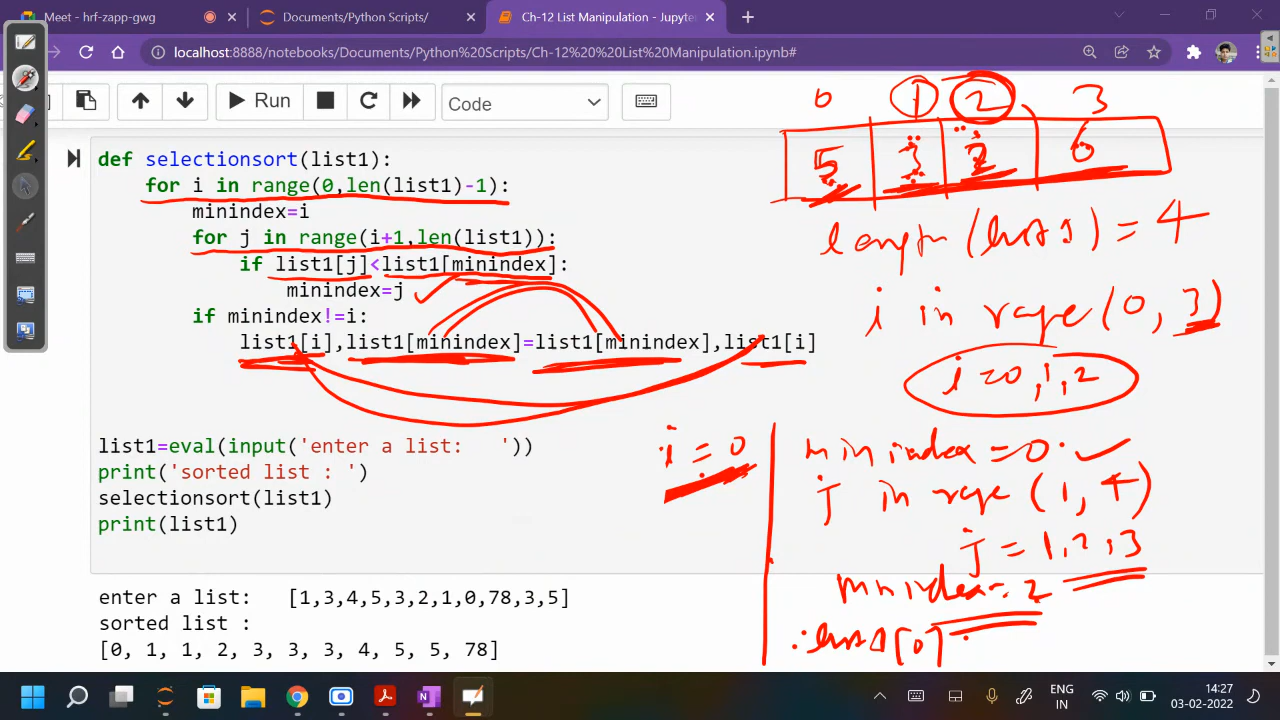 Meet - hrf-zapp-gwg
Documents/Python Scripts/
Ch-12 List Manipulation - Jupyte
localhost:8888/notebooks/Documents/Python%20Scripts/Ch-12%20%20List%20Manipulation.ipynb#
Run
Code
0 1 2 3
5 3 2 6
def selectionsort(list1):
for i in range(0,len(list1)-1):
minindex=i
for j in range(i+1,len(list1)):
if list1[j]<list1[minindex]:
minindex=j
if minindex!=i:
list1[i],list1[minindex]=list1[minindex],list1[i]
length (list1) = 4
i in range (0, 3)
i = 0, 1, 2
list1=eval(input('enter a list:   '))
print('sorted list : ')
selectionsort(list1)
print(list1)
i = 0
minindex = 0
j in range (1, 4)
j = 1, 2, 3
minindex = 2
list1[0]
enter a list:   [1,3,4,5,3,2,1,0,78,3,5]
sorted list :
[0, 1, 1, 2, 3, 3, 3, 4, 5, 5, 78]
ENG
IN
14:27
03-02-2022